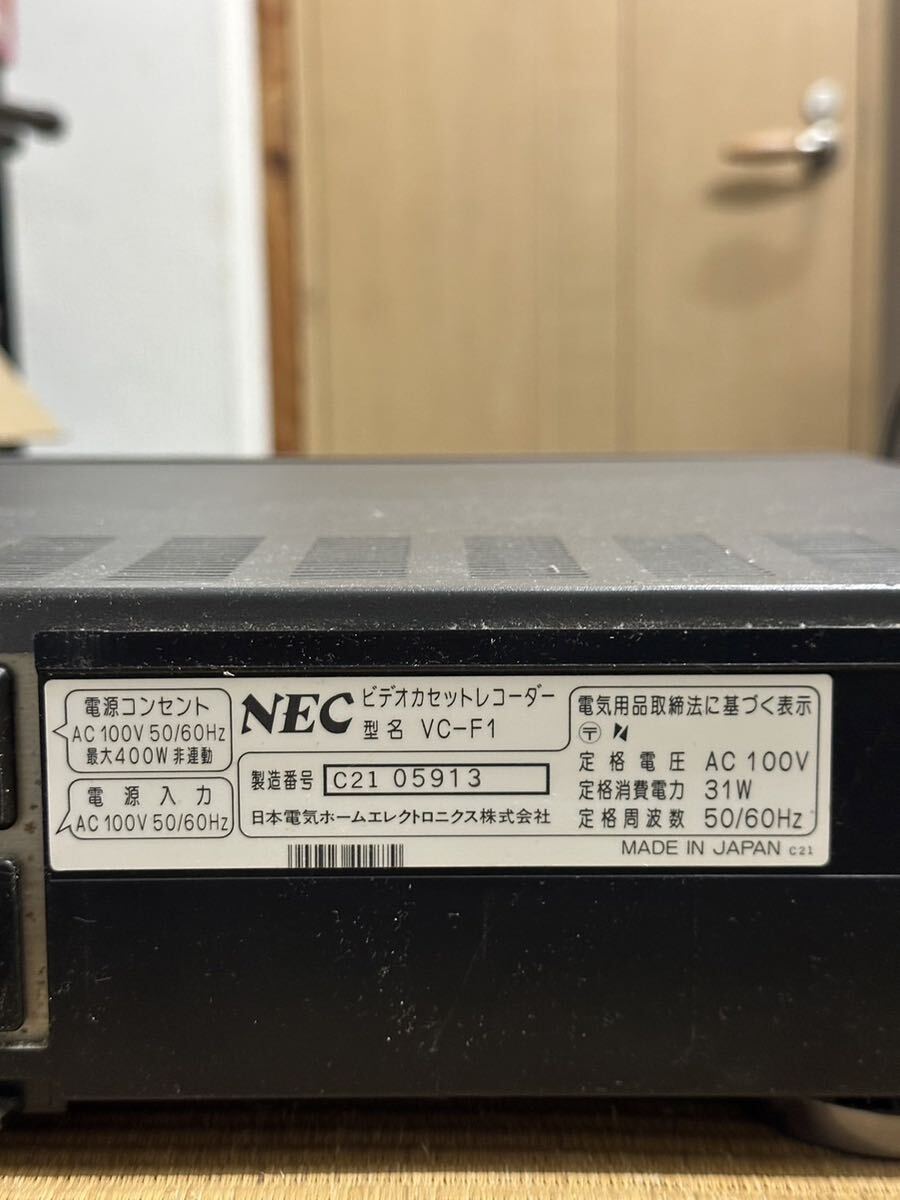 電源コンセント
AC100V 50/60Hz
最大400W 非連動
電源入力
AC100V 50/60Hz
NEC ビデオカセットレコーダー
型名 VC-F1
製造番号 C21 05913
日本電気ホームエレクトロニクス株式会社
電気用品取締法に基づく表示
〒
定格電圧 AC 100V
定格消費電力 31W
定格周波数 50/60Hz
MADE IN JAPAN C21